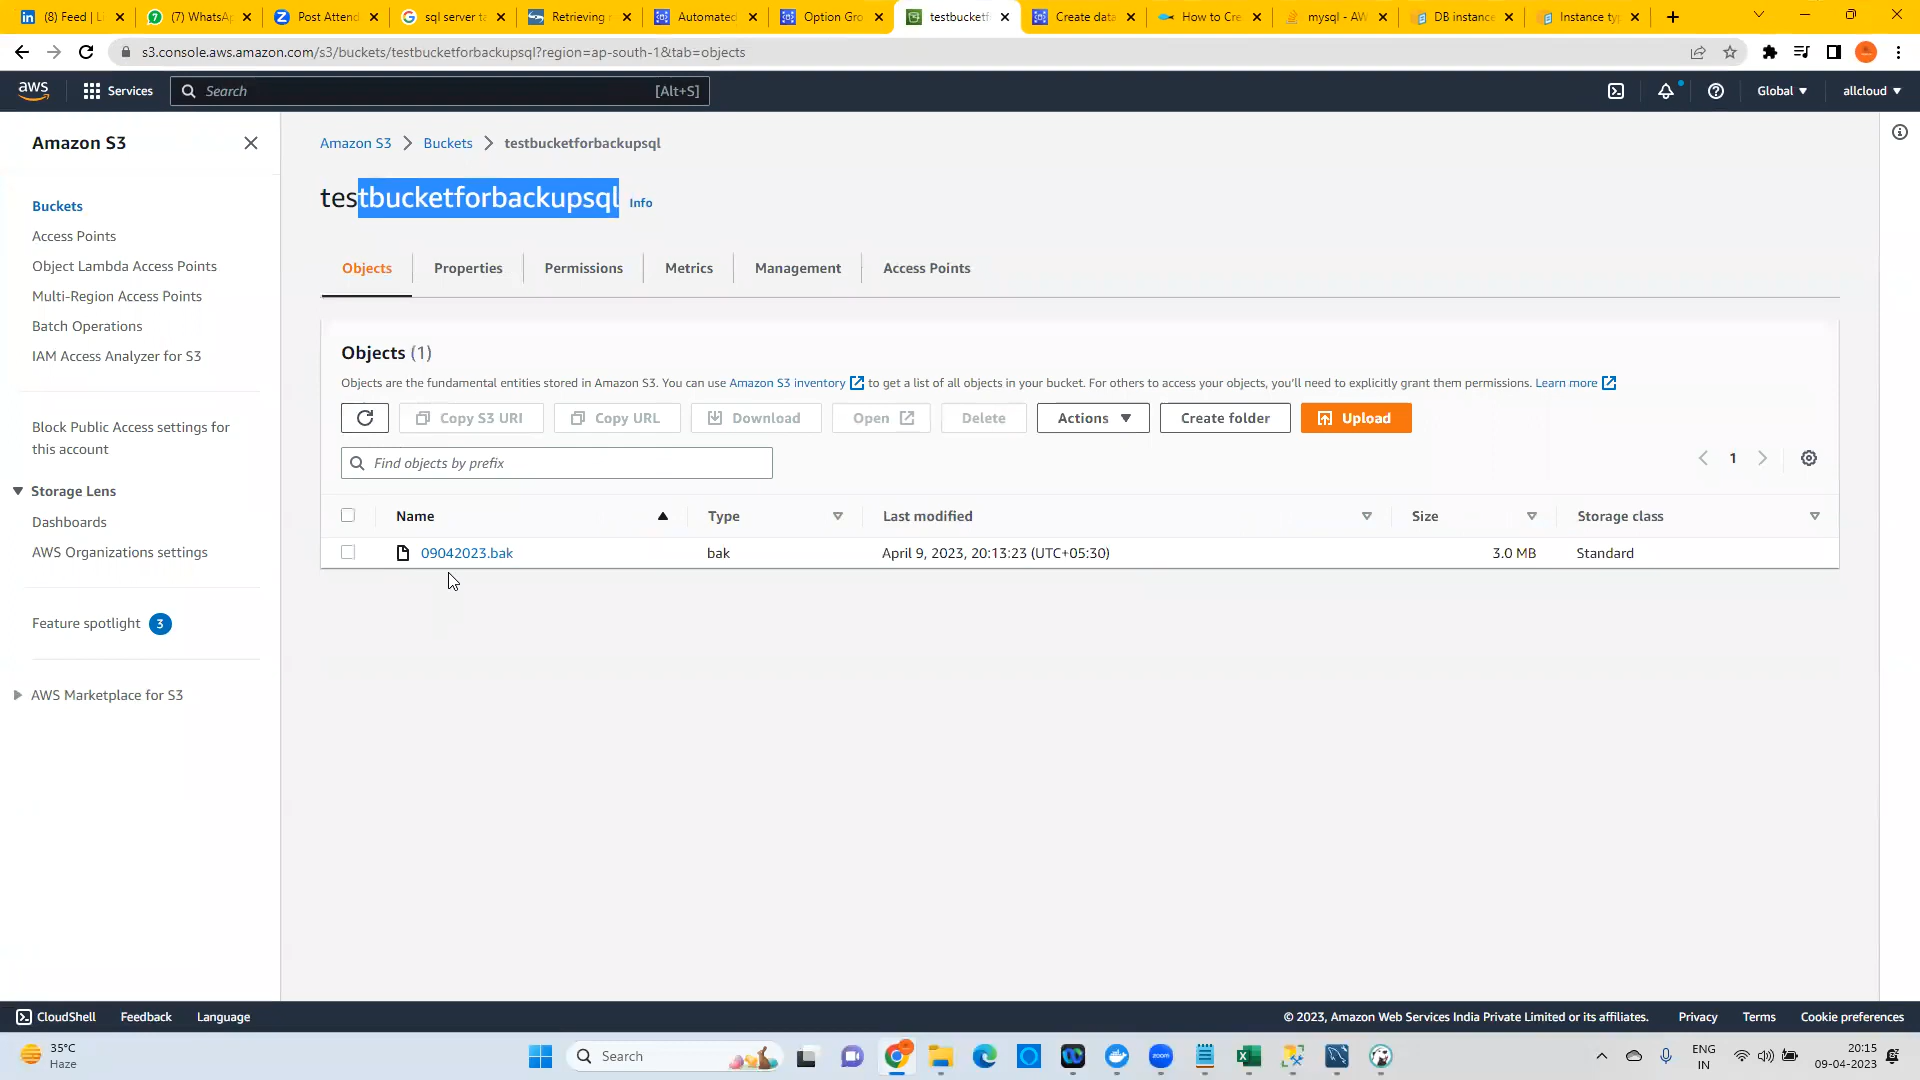 (8) Feed | Li
(7) WhatsAp
Post Attend
sql server ta
Retrieving r
Automated
Option Gro
testbucketf
Create data
How to Cre
mysql - AW
DB instance
Instance typ
s3.console.aws.amazon.com/s3/buckets/testbucketforbackupsql?region=ap-south-1&tab=objects
aws
Services
Search
[Alt+S]
Global
allcloud
Amazon S3
Buckets
Access Points
Object Lambda Access Points
Multi-Region Access Points
Batch Operations
IAM Access Analyzer for S3
Block Public Access settings for
this account
Storage Lens
Dashboards
AWS Organizations settings
Feature spotlight 3
AWS Marketplace for S3
Amazon S3 > Buckets > testbucketforbackupsql
testbucketforbackupsql Info
Objects
Properties
Permissions
Metrics
Management
Access Points
Objects (1)
Objects are the fundamental entities stored in Amazon S3. You can use Amazon S3 inventory to get a list of all objects in your bucket. For others to access your objects, you'll need to explicitly grant them permissions. Learn more
Copy S3 URI
Copy URL
Download
Open
Delete
Actions
Create folder
Upload
Find objects by prefix
1
Name
Type
Last modified
Size
Storage class
09042023.bak
bak
April 9, 2023, 20:13:23 (UTC+05:30)
3.0 MB
Standard
CloudShell
Feedback
Language
© 2023, Amazon Web Services India Private Limited or its affiliates.
Privacy
Terms
Cookie preferences
35°C
Haze
Search
zoom
ENG
IN
20:15
09-04-2023